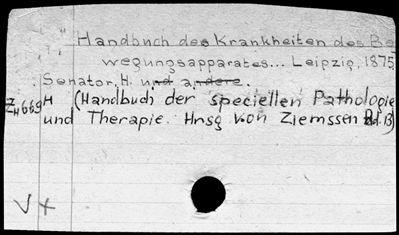 Handbuch des Krankheiten des Be
wegungsapparates... Leipzig, 1875
Senator, H. und andere.
ZH669 H (Handbuch der speciellen Pathologie
und Therapie. Hrsg von Ziemssen Bd.13)
V +